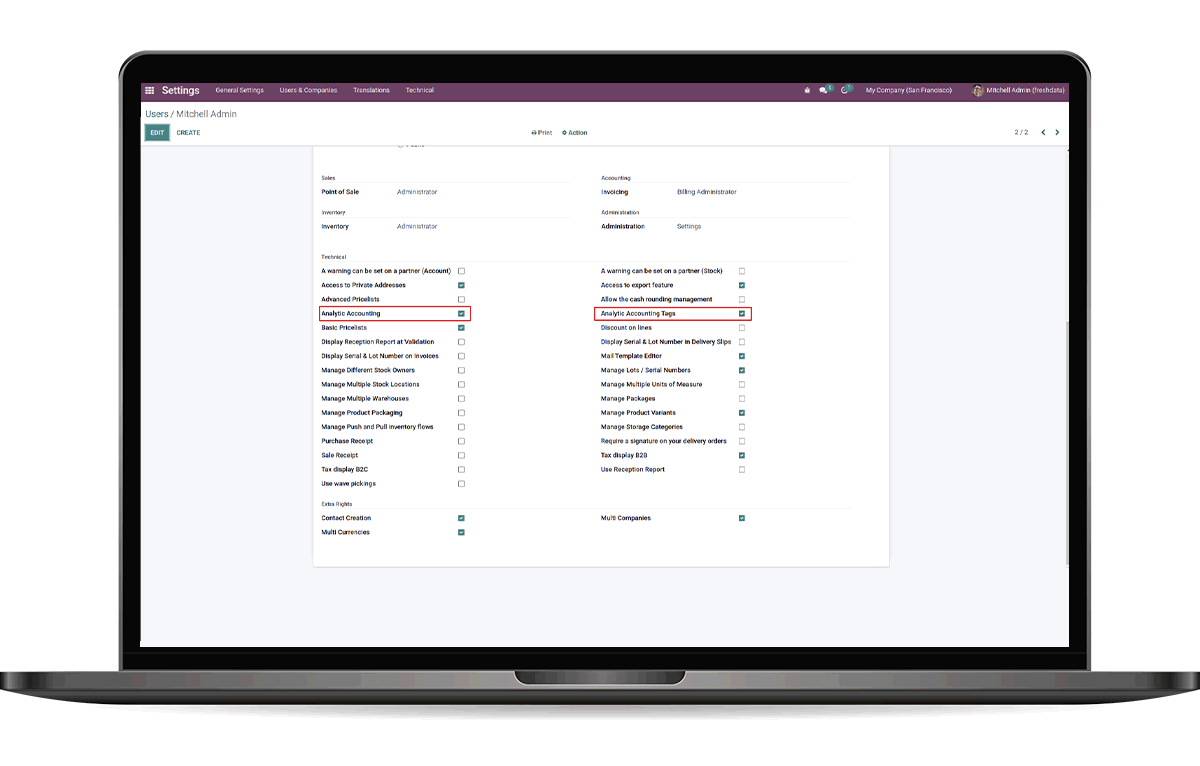 Settings General Settings Users & Companies Translations Technical My Company (San Francisco) Mitchell Admin (freshdata)
Users / Mitchell Admin
EDIT CREATE Print Action 2 / 2
Sales Accounting
Point of Sale Administrator Invoicing Billing Administrator
Inventory Administration
Inventory Administrator Administration Settings
Technical
A warning can be set on a partner (Account) A warning can be set on a partner (Stock)
Access to Private Addresses Access to export feature
Advanced Pricelists Allow the cash rounding management
Analytic Accounting Analytic Accounting Tags
Basic Pricelists Discount on lines
Display Reception Report at Validation Display Serial & Lot Number in Delivery Slips
Display Serial & Lot Number on Invoices Mail Template Editor
Manage Different Stock Owners Manage Lots / Serial Numbers
Manage Multiple Stock Locations Manage Multiple Units of Measure
Manage Multiple Warehouses Manage Packages
Manage Product Packaging Manage Product Variants
Manage Push and Pull inventory flows Manage Storage Categories
Purchase Receipt Require a signature on your delivery orders
Sale Receipt Tax display B2B
Tax display B2C Use Reception Report
Use wave pickings
Extra Rights
Contact Creation Multi Companies
Multi Currencies